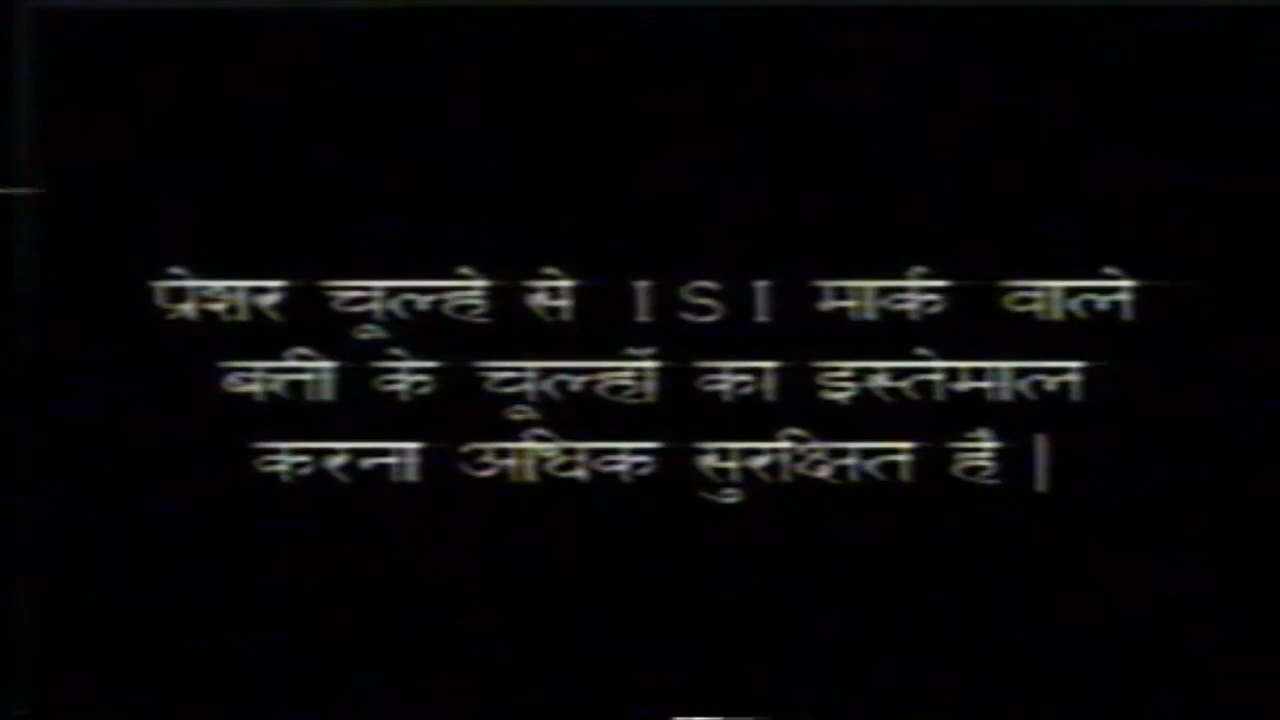 प्रेशर चूल्हे से ISI मार्क वाले
बत्ती के चूल्हों का इस्तेमाल
करना अधिक सुरक्षित है |